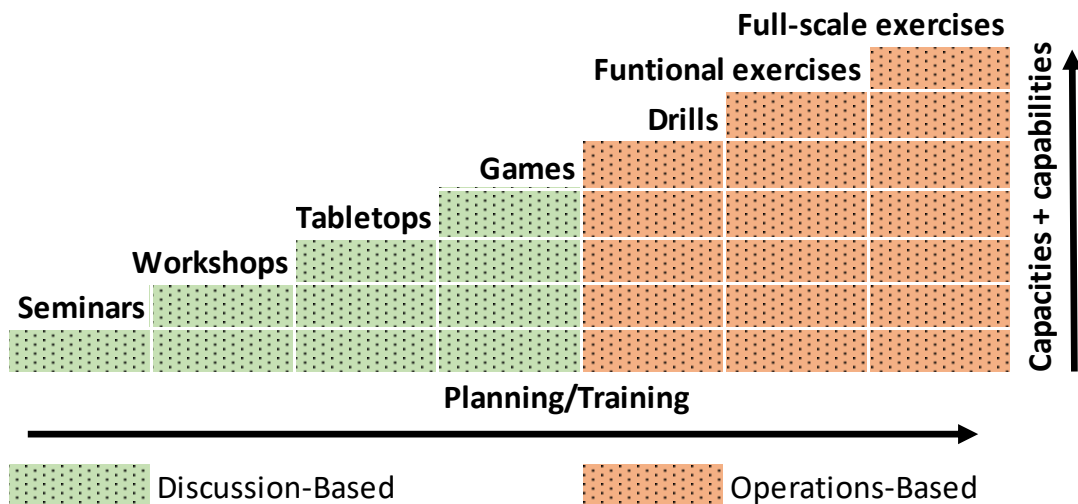 Full-scale exercises
Funtional exercises
Drills
Games
Tabletops
Workshops
Seminars
Capacities + capabilities
Planning/Training
Discussion-Based
Operations-Based